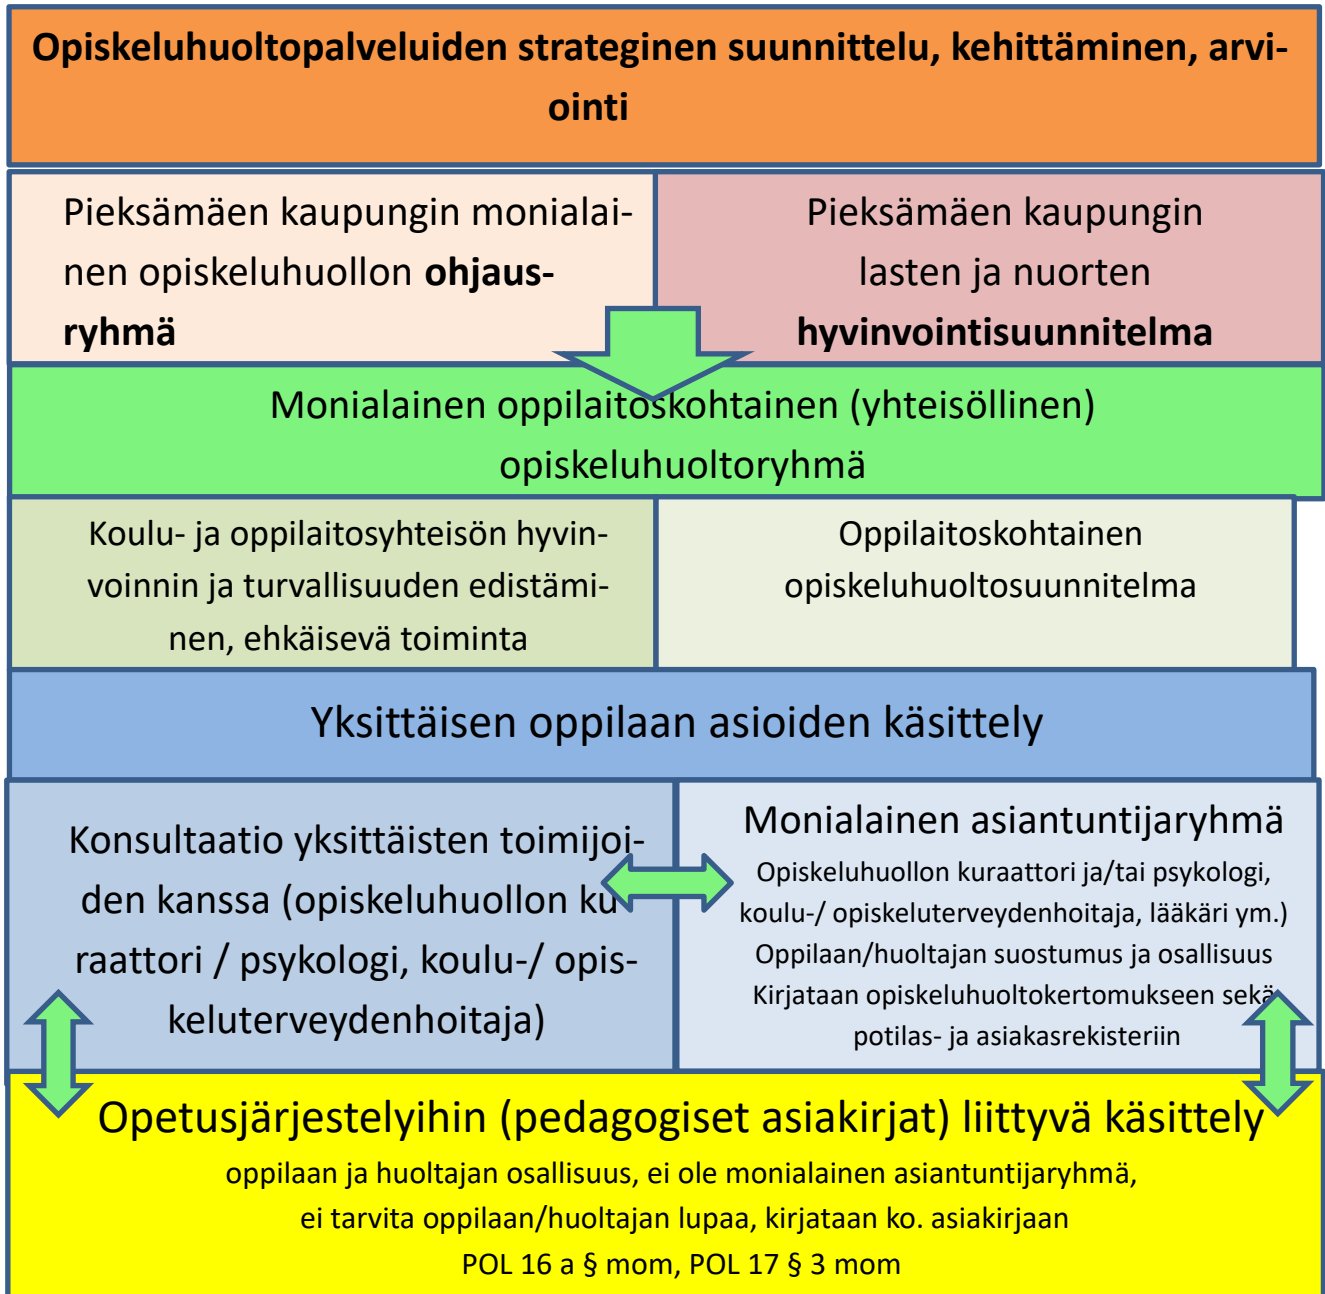 Opiskeluhuoltopalveluiden strateginen suunnittelu, kehittäminen, arvi-
ointi
Pieksämäen kaupungin monialai-
nen opiskeluhuollon ohjaus-
ryhmä
Pieksämäen kaupungin
lasten ja nuorten
hyvinvointisuunnitelma
Monialainen oppilaitoskohtainen (yhteisöllinen)
opiskeluhuoltoryhmä
Koulu- ja oppilaitosyhteisön hyvin-
voinnin ja turvallisuuden edistämi-
nen, ehkäisevä toiminta
Oppilaitoskohtainen
opiskeluhuoltosuunnitelma
Yksittäisen oppilaan asioiden käsittely
Konsultaatio yksittäisten toimijoi-
den kanssa (opiskeluhuollon ku
raattori / psykologi, koulu-/ opis-
keluterveydenhoitaja)
Monialainen asiantuntijaryhmä
Opiskeluhuollon kuraattori ja/tai psykologi,
koulu-/ opiskeluterveydenhoitaja, lääkäri ym.)
Oppilaan/huoltajan suostumus ja osallisuus
Kirjataan opiskeluhuoltokertomukseen sekä
potilas- ja asiakasrekisteriin
Opetusjärjestelyihin (pedagogiset asiakirjat) liittyvä käsittely
oppilaan ja huoltajan osallisuus, ei ole monialainen asiantuntijaryhmä,
ei tarvita oppilaan/huoltajan lupaa, kirjataan ko. asiakirjaan
POL 16 a § mom, POL 17 § 3 mom